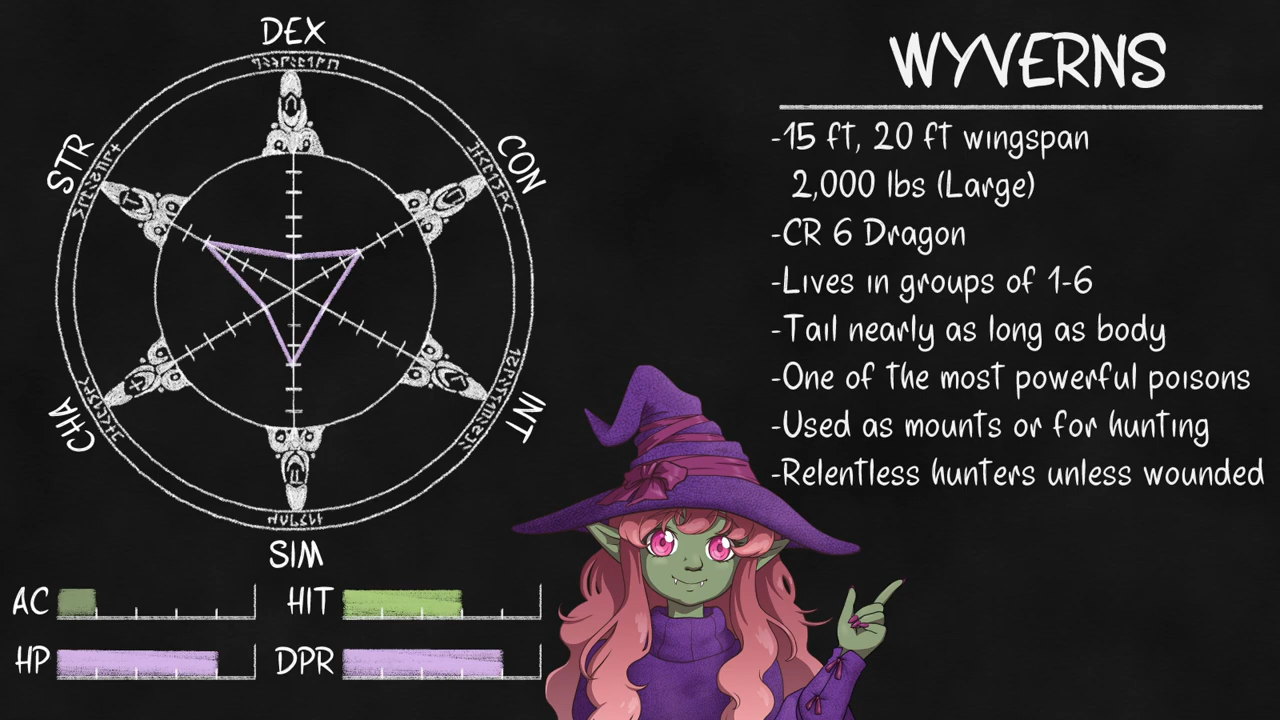 DEX
STR
CON
CHA
INT
SIM
AC
HIT
HP
DPR
WYVERNS
-15 ft, 20 ft wingspan
2,000 lbs (Large)
-CR 6 Dragon
-Lives in groups of 1-6
-Tail nearly as long as body
-One of the most powerful poisons
-Used as mounts or for hunting
-Relentless hunters unless wounded